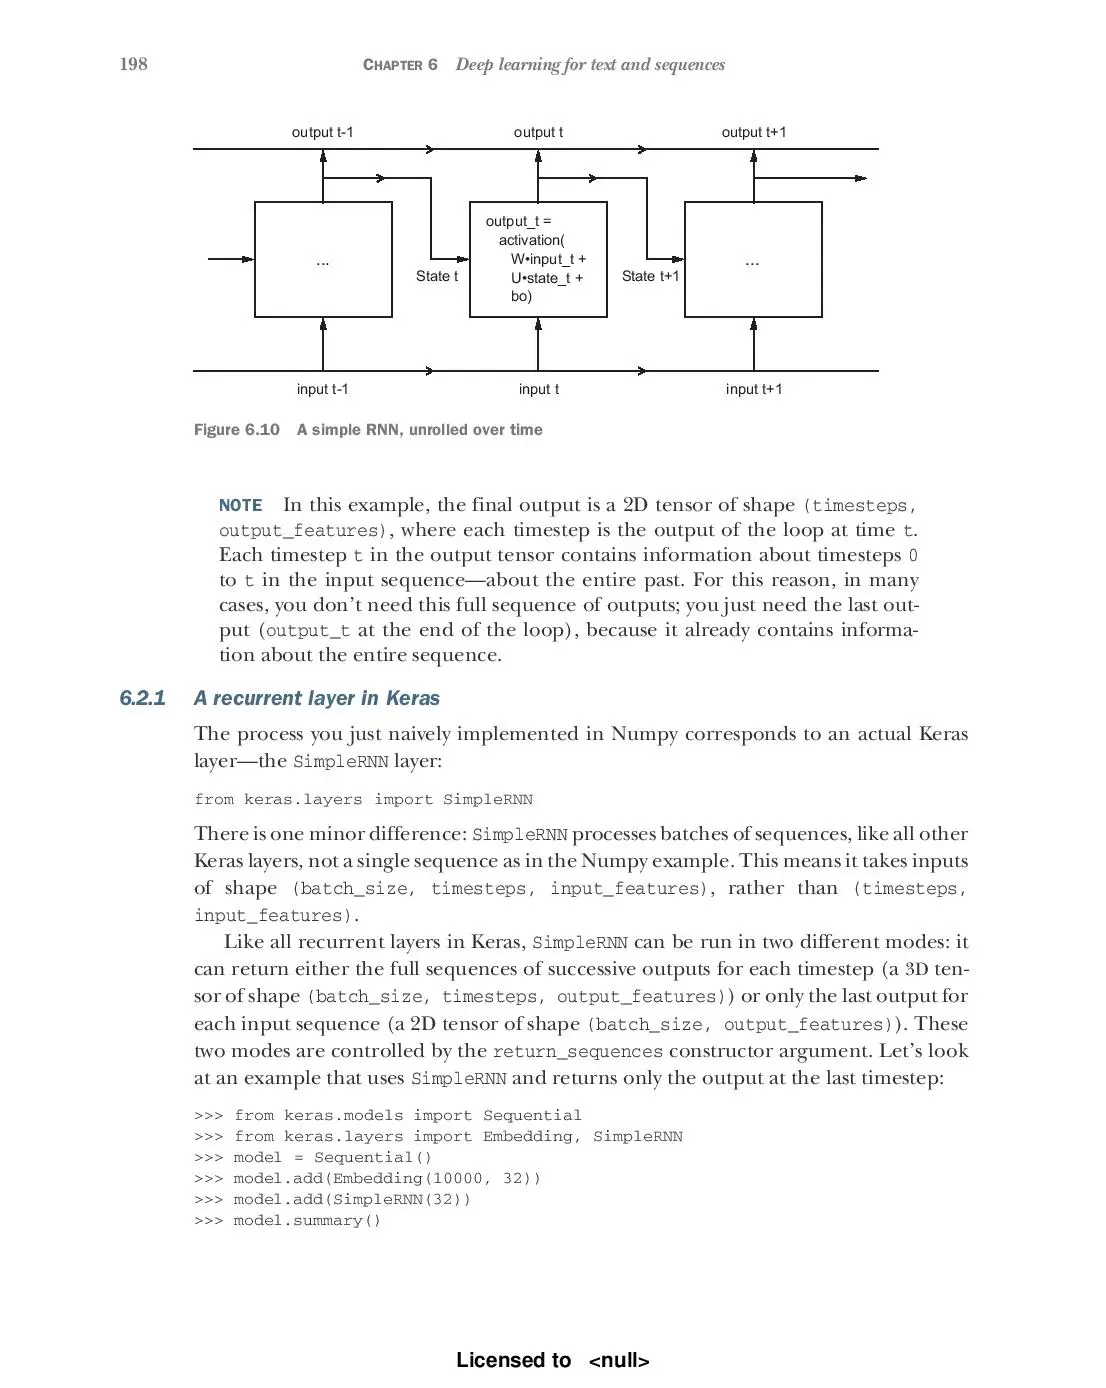 198 CHAPTER 6 Deep learning for text and sequences
output t-1 output t output t+1
output_t =
activation(
W•input_t +
U•state_t +
bo)
...
...
State t State t+1
input t-1 input t input t+1
Figure 6.10 A simple RNN, unrolled over time
NOTE In this example, the final output is a 2D tensor of shape (timesteps,
output_features), where each timestep is the output of the loop at time t.
Each timestep t in the output tensor contains information about timesteps 0
to t in the input sequence—about the entire past. For this reason, in many
cases, you don't need this full sequence of outputs; you just need the last out-
put (output_t at the end of the loop), because it already contains informa-
tion about the entire sequence.
6.2.1 A recurrent layer in Keras
The process you just naively implemented in Numpy corresponds to an actual Keras
layer—the SimpleRNN layer:
from keras.layers import SimpleRNN
There is one minor difference: SimpleRNN processes batches of sequences, like all other
Keras layers, not a single sequence as in the Numpy example. This means it takes inputs
of shape (batch_size, timesteps, input_features), rather than (timesteps,
input_features).
Like all recurrent layers in Keras, SimpleRNN can be run in two different modes: it
can return either the full sequences of successive outputs for each timestep (a 3D ten-
sor of shape (batch_size, timesteps, output_features)) or only the last output for
each input sequence (a 2D tensor of shape (batch_size, output_features)). These
two modes are controlled by the return_sequences constructor argument. Let's look
at an example that uses SimpleRNN and returns only the output at the last timestep:
>>> from keras.models import Sequential
>>> from keras.layers import Embedding, SimpleRNN
>>> model = Sequential()
>>> model.add(Embedding(10000, 32))
>>> model.add(SimpleRNN(32))
>>> model.summary()
Licensed to <null>